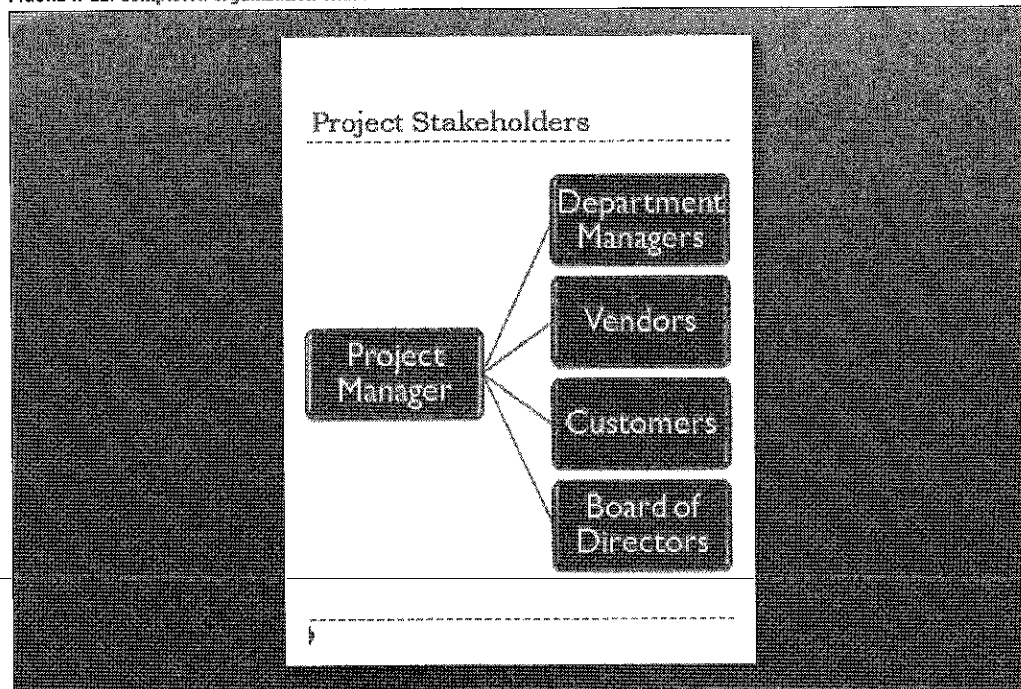 Project Stakeholders
Department
Managers
Vendors
Project
Manager
Customers
Board of
Directors